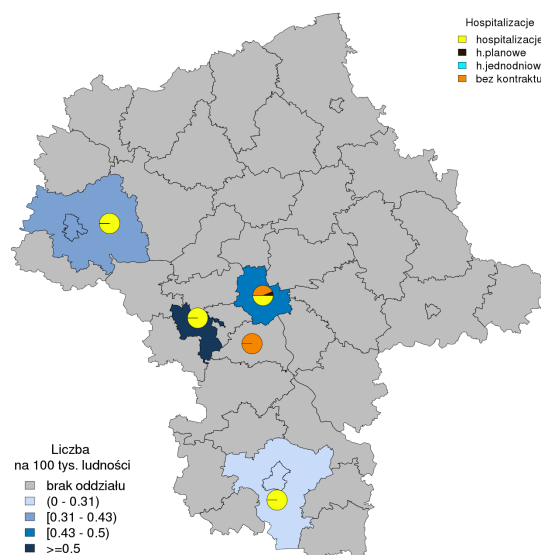 Hospitalizacje
hospitalizacje
h.planowe
h.jednodniowe
bez kontraktu
Liczba
na 100 tys. ludności
brak oddziału
(0 - 0.31)
[0.31 - 0.43)
[0.43 - 0.5)
>=0.5